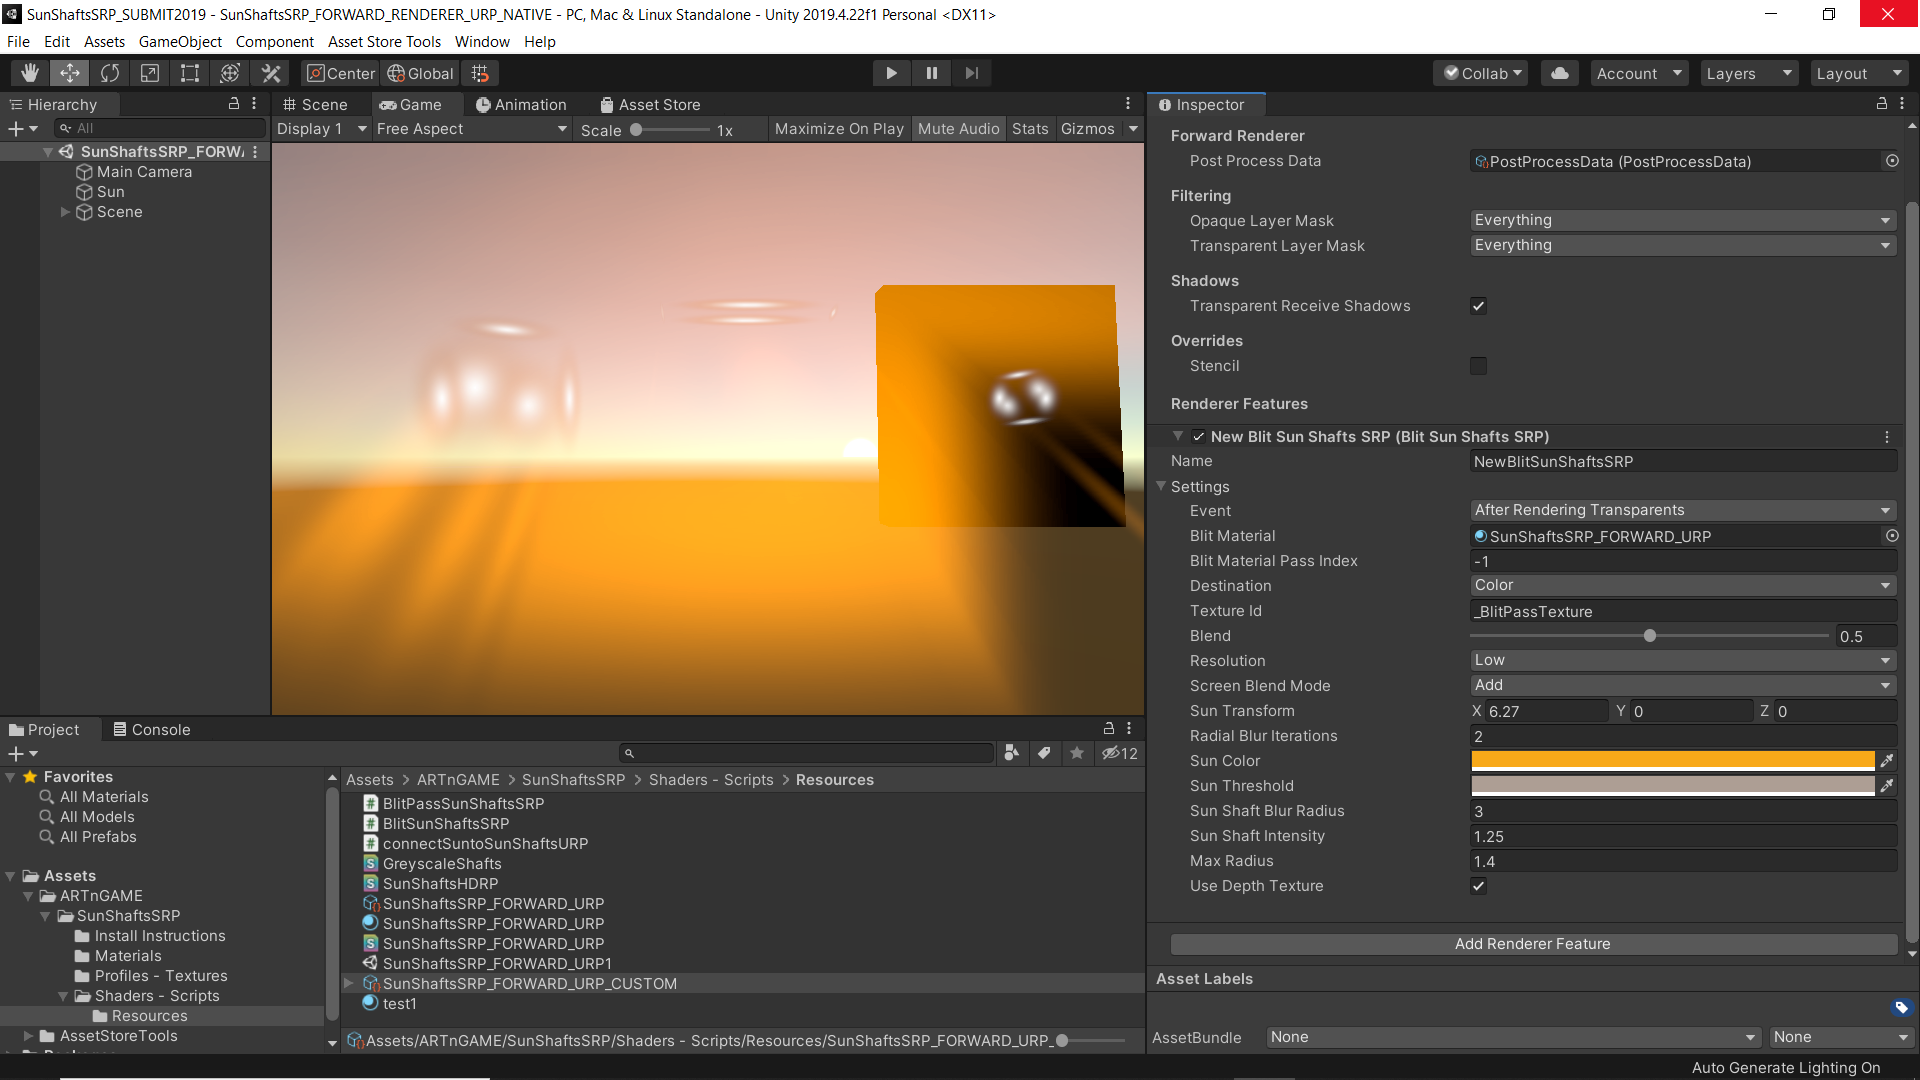 SunShaftsSRP_SUBMIT2019 - SunShaftsSRP_FORWARD_RENDERER_URP_NATIVE - PC, Mac & Linux Standalone - Unity 2019.4.22f1 Personal <DX11>
File Edit Assets GameObject Component Asset Store Tools Window Help
Center Global Collab Account Layers Layout
Hierarchy
All
SunShaftsSRP_FORWA
Main Camera
Sun
Scene
Scene Game Animation Asset Store
Display 1 Free Aspect Scale 1x Maximize On Play Mute Audio Stats Gizmos
Project Console
12
Favorites
All Materials
All Models
All Prefabs
Assets
ARTnGAME
SunShaftsSRP
Install Instructions
Materials
Profiles - Textures
Shaders - Scripts
Resources
AssetStoreTools
Assets > ARTnGAME > SunShaftsSRP > Shaders - Scripts > Resources
BlitPassSunShaftsSRP
BlitSunShaftsSRP
connectSuntoSunShaftsURP
GreyscaleShafts
SunShaftsHDRP
SunShaftsSRP_FORWARD_URP
SunShaftsSRP_FORWARD_URP
SunShaftsSRP_FORWARD_URP
SunShaftsSRP_FORWARD_URP1
SunShaftsSRP_FORWARD_URP_CUSTOM
test1
Assets/ARTnGAME/SunShaftsSRP/Shaders - Scripts/Resources/SunShaftsSRP_FORWARD_URP_
Inspector
Forward Renderer
Post Process Data PostProcessData (PostProcessData)
Filtering
Opaque Layer Mask Everything
Transparent Layer Mask Everything
Shadows
Transparent Receive Shadows
Overrides
Stencil
Renderer Features
New Blit Sun Shafts SRP (Blit Sun Shafts SRP)
Name NewBlitSunShaftsSRP
Settings
Event After Rendering Transparents
Blit Material SunShaftsSRP_FORWARD_URP
Blit Material Pass Index -1
Destination Color
Texture Id _BlitPassTexture
Blend 0.5
Resolution Low
Screen Blend Mode Add
Sun Transform X 6.27 Y 0 Z 0
Radial Blur Iterations 2
Sun Color
Sun Threshold
Sun Shaft Blur Radius 3
Sun Shaft Intensity 1.25
Max Radius 1.4
Use Depth Texture
Add Renderer Feature
Asset Labels
AssetBundle None None
Auto Generate Lighting On